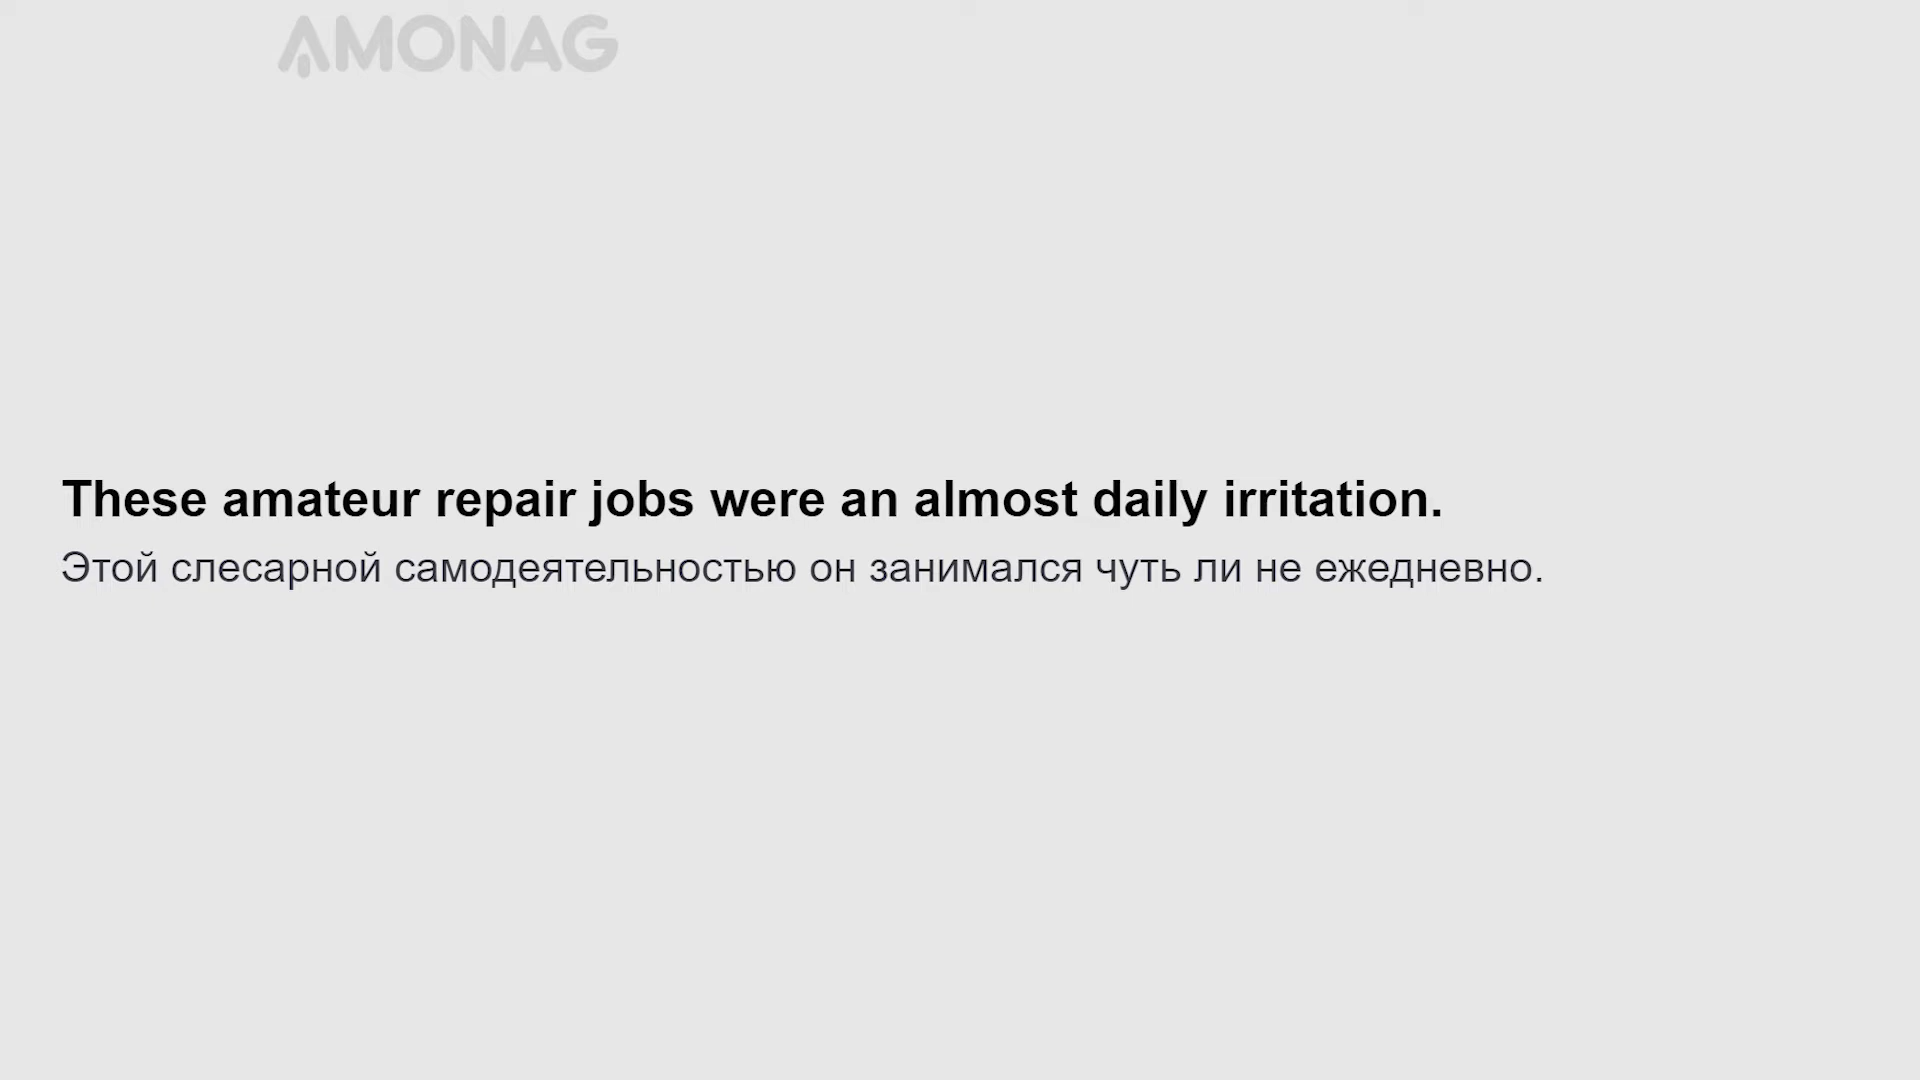 AMONAG
These amateur repair jobs were an almost daily irritation.
Этой слесарной самодеятельностью он занимался чуть ли не ежедневно.